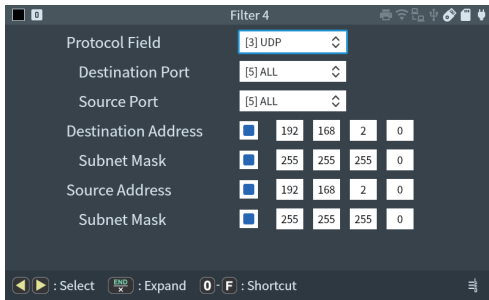 0 Filter 4
Protocol Field [3] UDP
Destination Port [5] ALL
Source Port [5] ALL
Destination Address 192 168 2 0
Subnet Mask 255 255 255 0
Source Address 192 168 2 0
Subnet Mask 255 255 255 0
: Select END × : Expand 0 - F : Shortcut